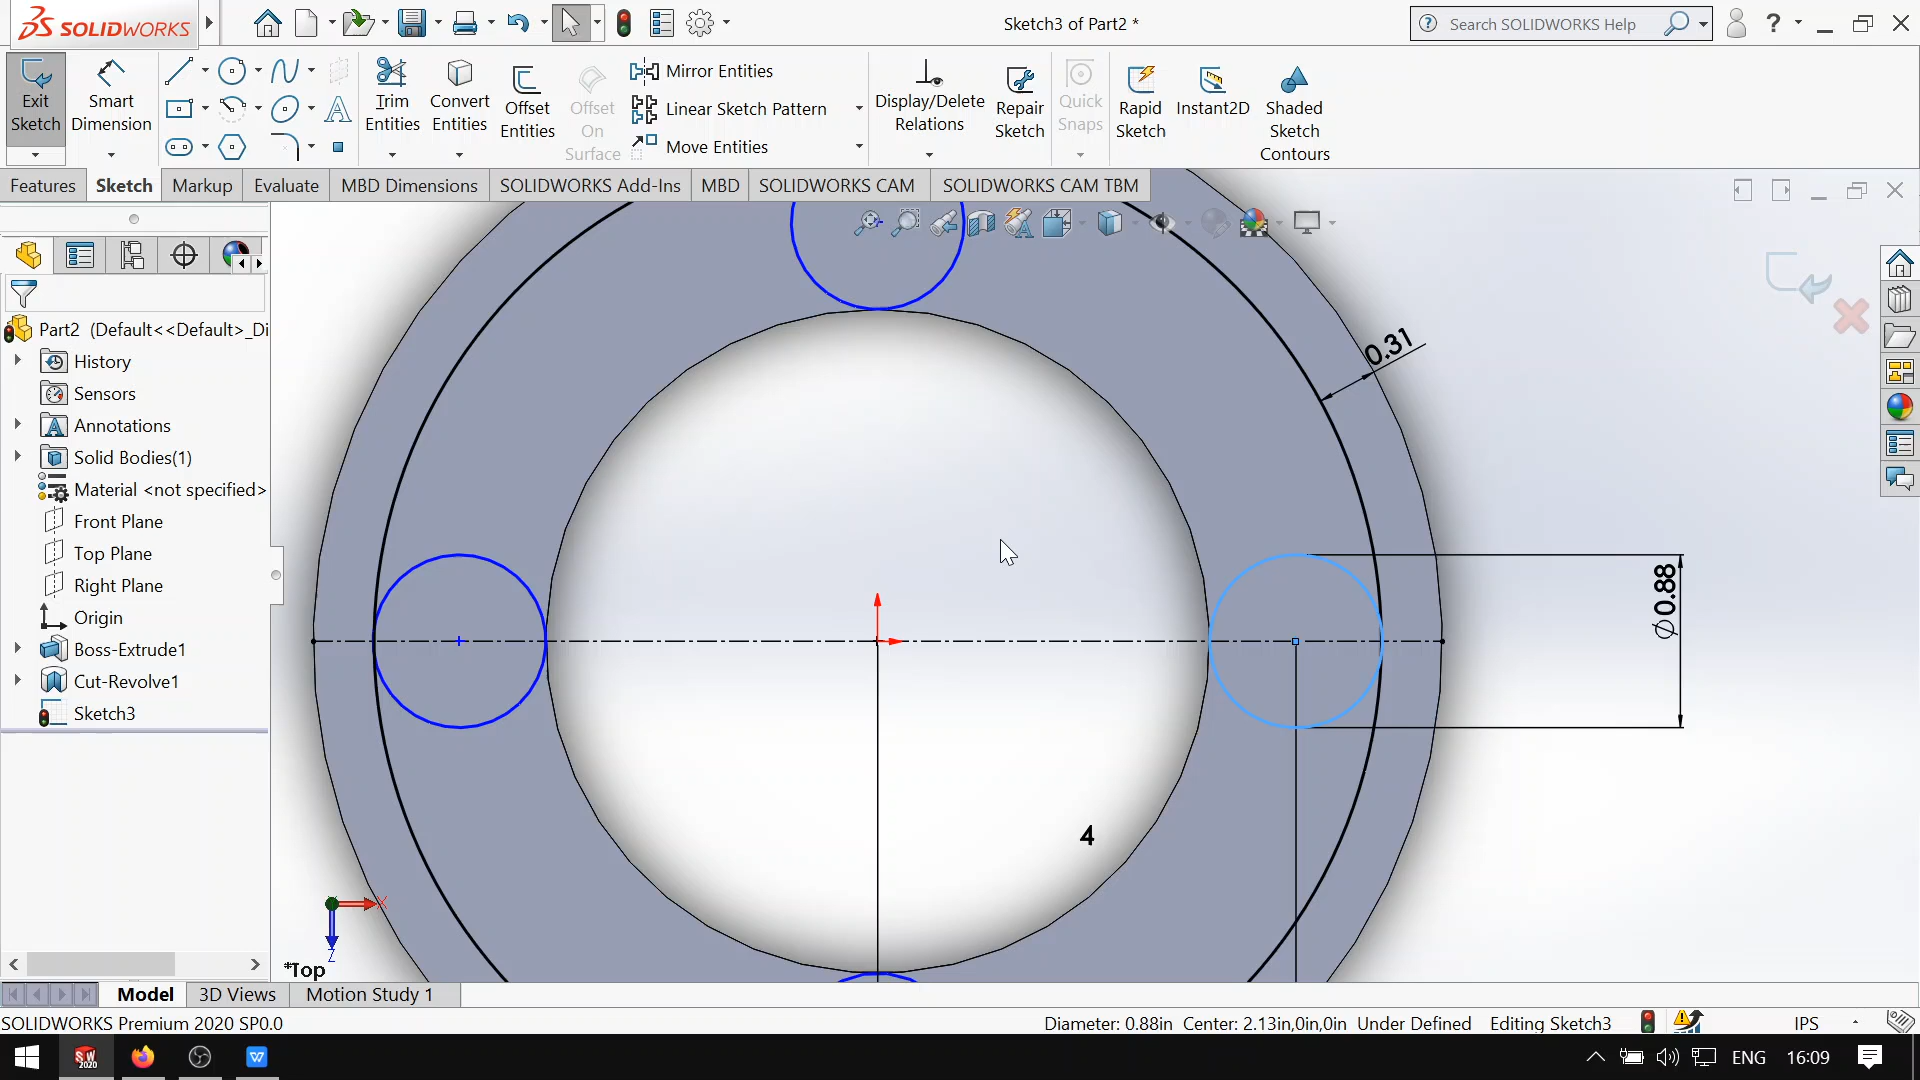 SOLIDWORKS
Sketch3 of Part2 *
Search SOLIDWORKS Help
Exit Sketch
Smart Dimension
Trim Entities
Convert Entities
Offset Entities
Offset On Surface
Mirror Entities
Linear Sketch Pattern
Move Entities
Display/Delete Relations
Repair Sketch
Quick Snaps
Rapid Sketch
Instant2D
Shaded Sketch Contours
Features
Sketch
Markup
Evaluate
MBD Dimensions
SOLIDWORKS Add-Ins
MBD
SOLIDWORKS CAM
SOLIDWORKS CAM TBM
Part2 (Default<<Default>_Di
History
Sensors
Annotations
Solid Bodies(1)
Material <not specified>
Front Plane
Top Plane
Right Plane
Origin
Boss-Extrude1
Cut-Revolve1
Sketch3
0.31
∅0.88
4
X
Z
*Top
Model
3D Views
Motion Study 1
SOLIDWORKS Premium 2020 SP0.0
Diameter: 0.88in Center: 2.13in,0in,0in
Under Defined
Editing Sketch3
IPS
SW 2020
W
ENG
16:09